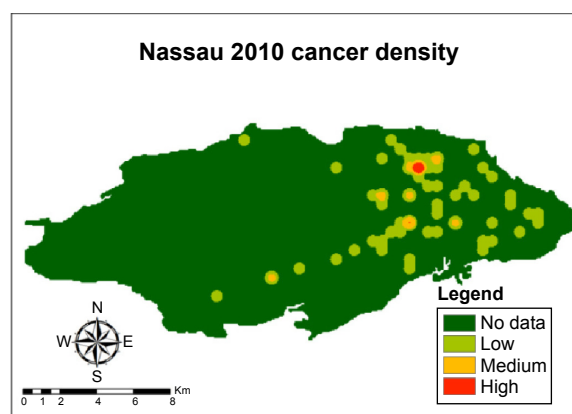 Nassau 2010 cancer density
Legend
No data
Low
Medium
High
N
W E
S
Km
0 1 2 4 6 8